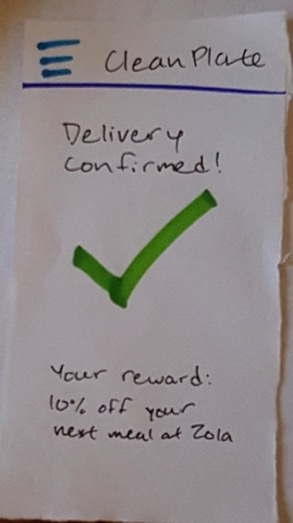 CleanPlate
Delivery
confirmed!
Your reward:
10% off your
next meal at Zola